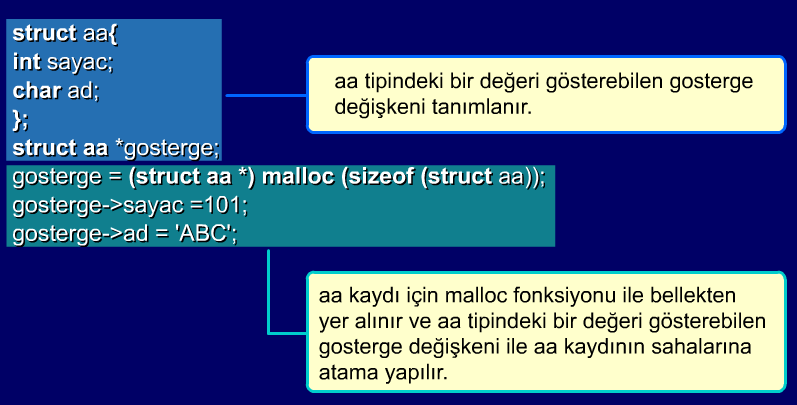 struct aa{
int sayac;
char ad;
};
struct aa *gosterge;
gosterge = (struct aa *) malloc (sizeof (struct aa));
gosterge->sayac =101;
gosterge->ad = 'ABC';
aa tipindeki bir değeri gösterebilen gosterge
değişkeni tanımlanır.
aa kaydı için malloc fonksiyonu ile bellekten
yer alınır ve aa tipindeki bir değeri gösterebilen
gosterge değişkeni ile aa kaydının sahalarına
atama yapılır.